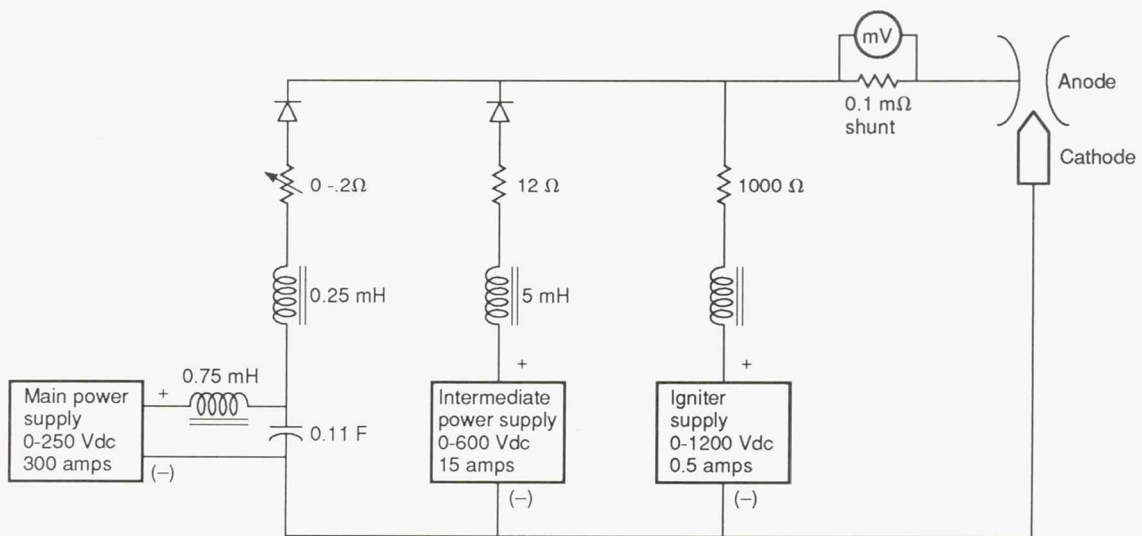 mV
Anode
0.1 mΩ
shunt
Cathode
0 -.2Ω
12 Ω
1000 Ω
0.25 mH
5 mH
0.75 mH
+
+
+
Main power
supply
0-250 Vdc
300 amps
(−)
0.11 F
Intermediate
power supply
0-600 Vdc
15 amps
(−)
Igniter
supply
0-1200 Vdc
0.5 amps
(−)